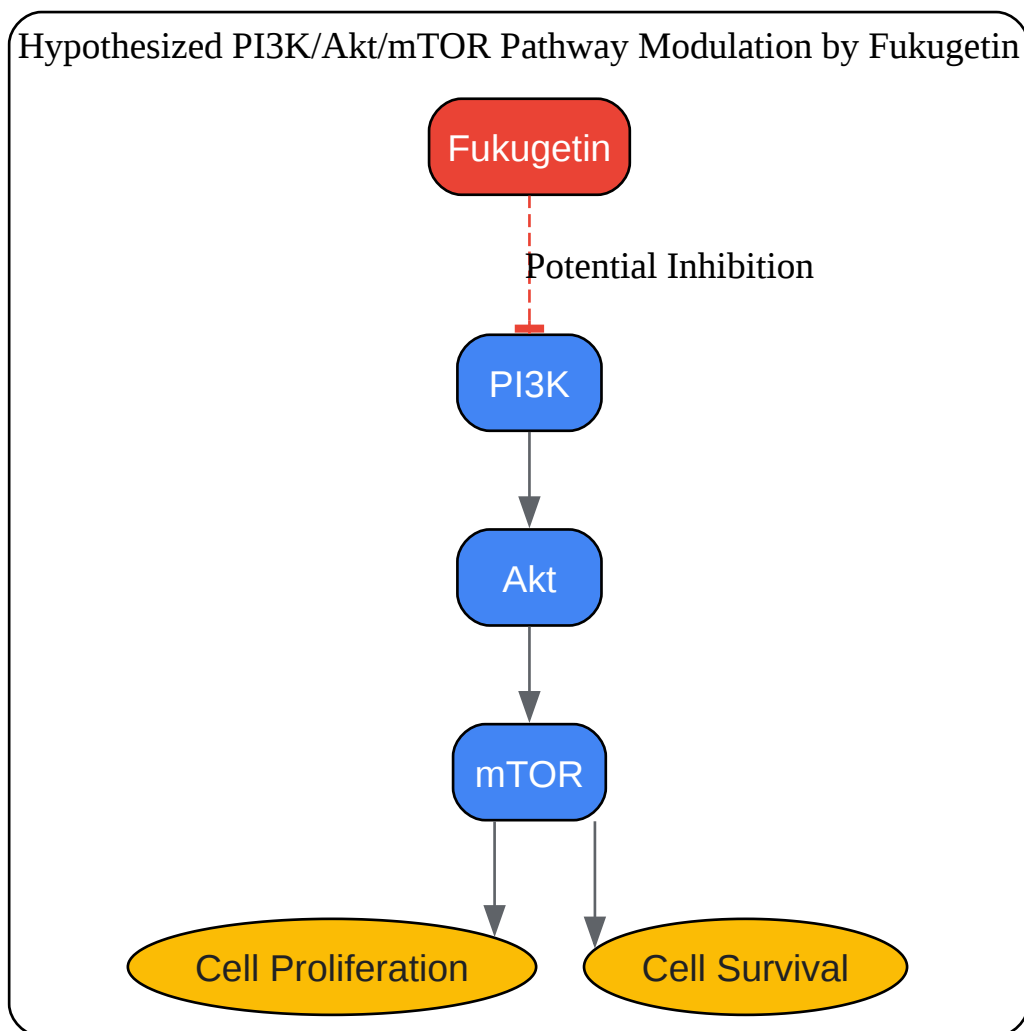 Hypothesized PI3K/Akt/mTOR Pathway Modulation by Fukugetin
Fukugetin
Potential Inhibition
PI3K
Akt
mTOR
Cell Proliferation
Cell Survival